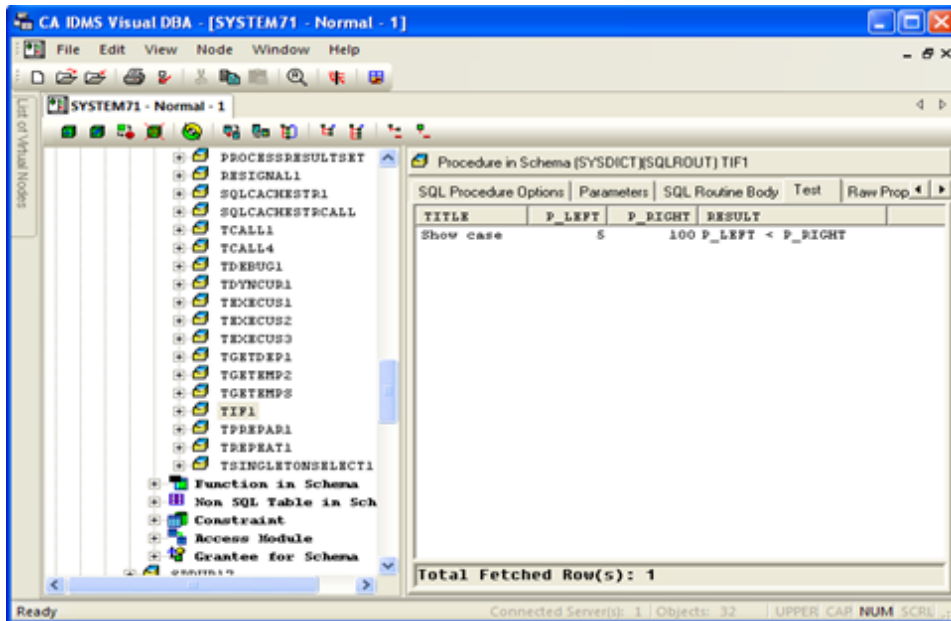 CA IDMS Visual DBA - [SYSTEM71 - Normal - 1]
File Edit View Node Window Help
List of Virtual Nodes
SYSTEM71 - Normal - 1
PROCESSRESULTSET
RESIGNAL1
SQLCACHESTR1
SQLCACHESTRCALL
TCALL1
TCALL4
TDEBUG1
TDYNCUR1
TEXECUS1
TEXECUS2
TEXECUS3
TGETDEP1
TGETEMP2
TGETEMPS
TIF1
TPREPAR1
TREPEAT1
TSINGLETONSELECT1
Function in Schema
Non SQL Table in Sch
Constraint
Access Module
Grantee for Schema
Procedure in Schema (SYSDICT)(SQLROUT) TIF1
SQL Procedure Options Parameters SQL Routine Body Test Raw Prop
TITLE P_LEFT P_RIGHT RESULT
Show case 5 100 P_LEFT < P_RIGHT
Total Fetched Row(s): 1
Ready Connected Server(s): 1 Objects: 32 UPPER CAP NUM SCRL